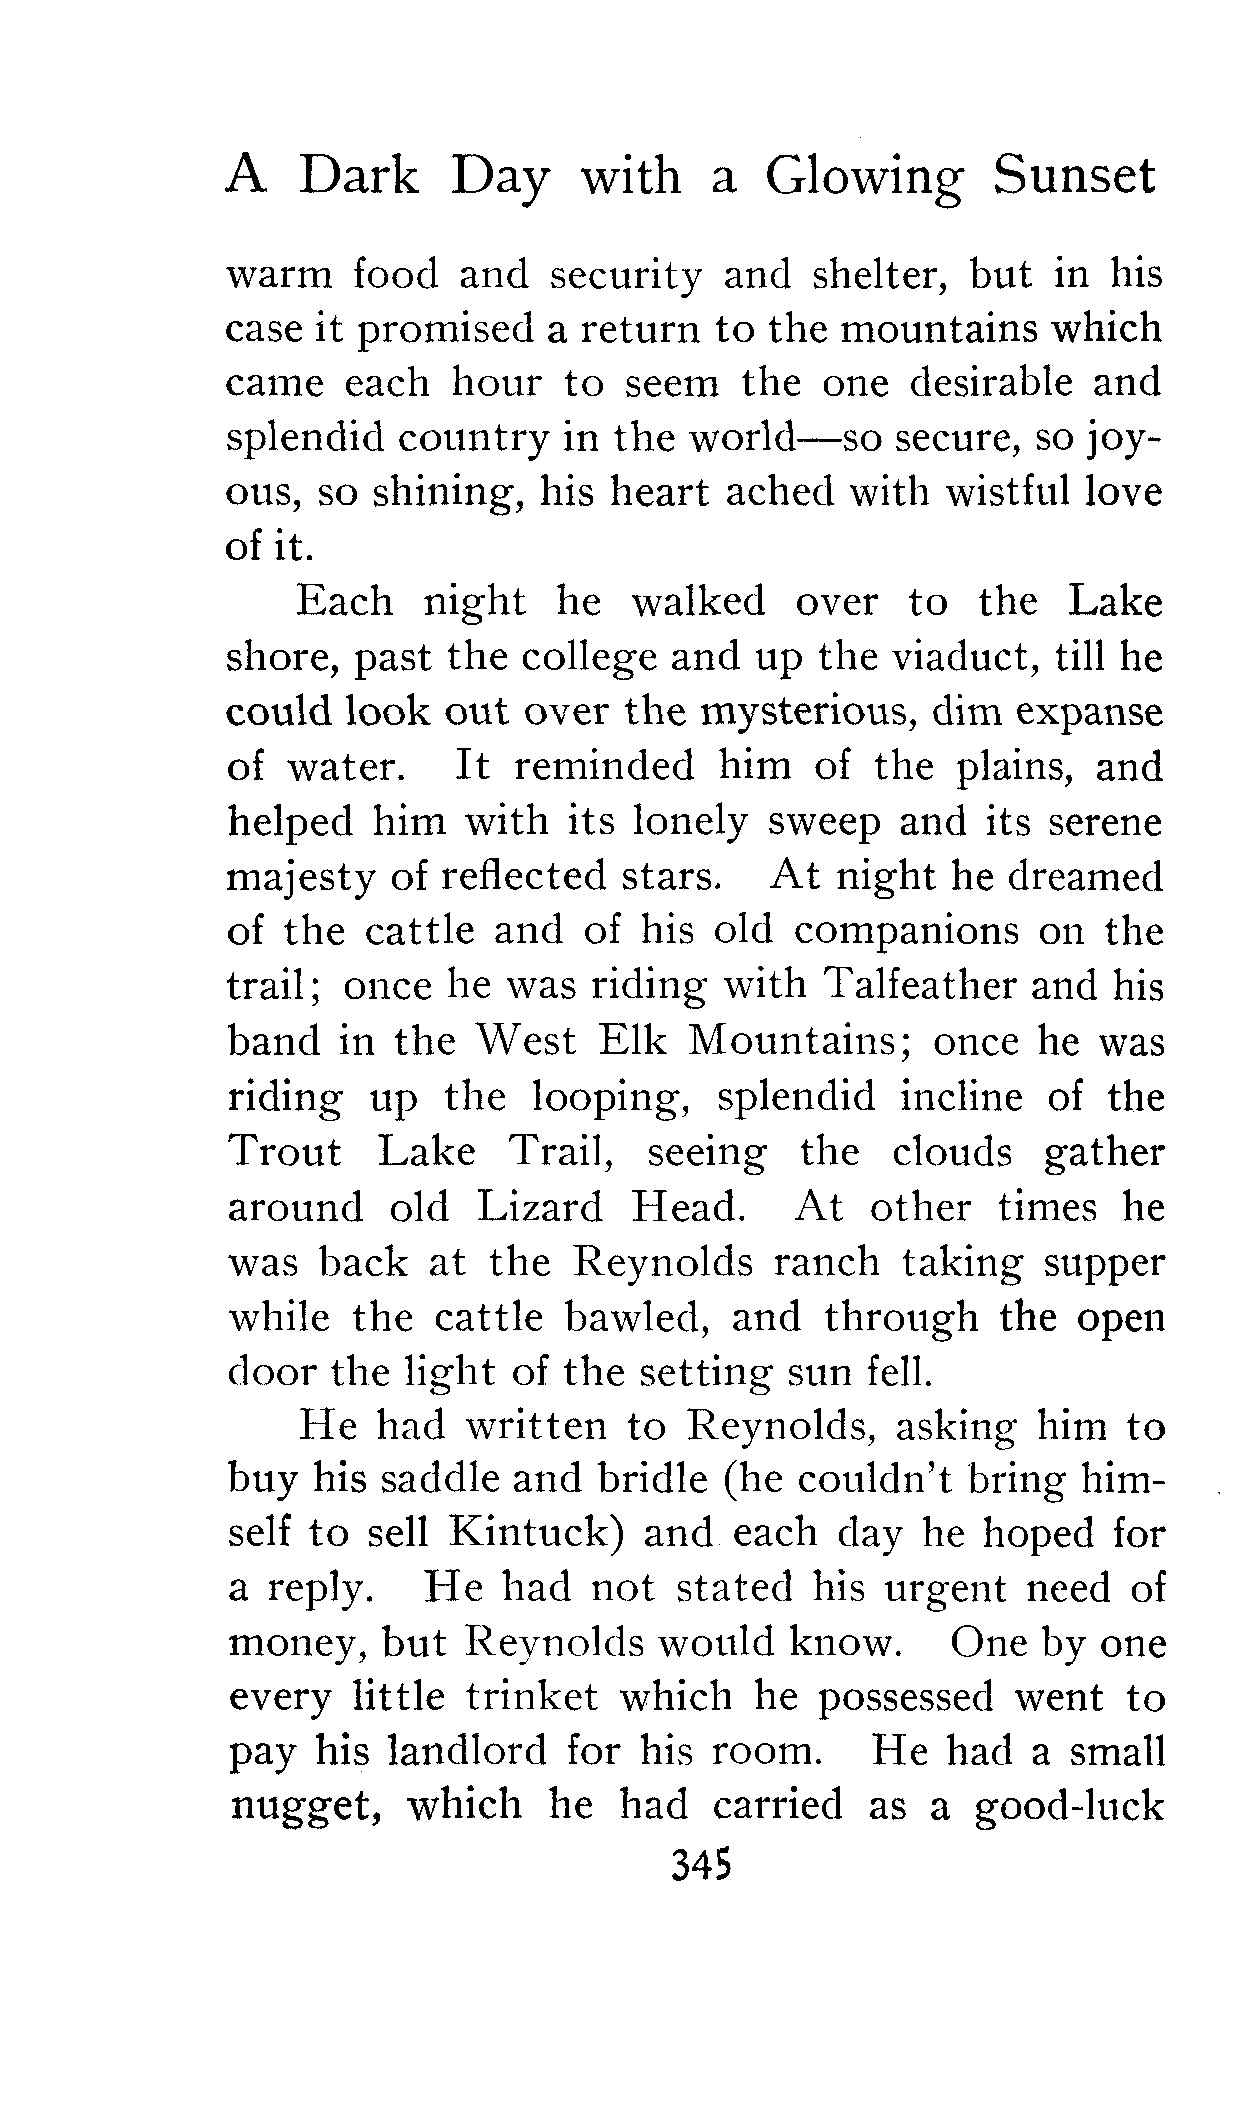 A Dark Day with a Glowing Sunset
warm food and security and shelter, but in his
case it promised a return to the mountains which
came each hour to seem the one desirable and
splendid country in the world—so secure, so joy-
ous, so shining, his heart ached with wistful love
of it.
Each night he walked over to the Lake
shore, past the college and up the viaduct, till he
could look out over the mysterious, dim expanse
of water. It reminded him of the plains, and
helped him with its lonely sweep and its serene
majesty of reflected stars. At night he dreamed
of the cattle and of his old companions on the
trail; once he was riding with Talfeather and his
band in the West Elk Mountains; once he was
riding up the looping, splendid incline of the
Trout Lake Trail, seeing the clouds gather
around old Lizard Head. At other times he
was back at the Reynolds ranch taking supper
while the cattle bawled, and through the open
door the light of the setting sun fell.
He had written to Reynolds, asking him to
buy his saddle and bridle (he couldn't bring him-
self to sell Kintuck) and each day he hoped for
a reply. He had not stated his urgent need of
money, but Reynolds would know. One by one
every little trinket which he possessed went to
pay his landlord for his room. He had a small
nugget, which he had carried as a good-luck
345